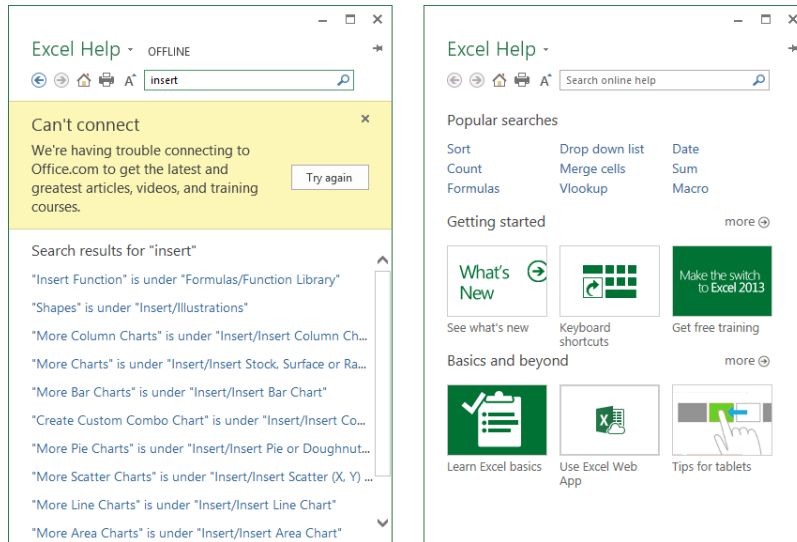 Excel Help OFFLINE
A
insert
Can't connect
We're having trouble connecting to
Office.com to get the latest and
greatest articles, videos, and training
courses.
Try again
Search results for "insert"
"Insert Function" is under "Formulas/Function Library"
"Shapes" is under "Insert/Illustrations"
"More Column Charts" is under "Insert/Insert Column Ch...
"More Charts" is under "Insert/Insert Stock, Surface or Ra...
"More Bar Charts" is under "Insert/Insert Bar Chart"
"Create Custom Combo Chart" is under "Insert/Insert Co...
"More Pie Charts" is under "Insert/Insert Pie or Doughnut...
"More Scatter Charts" is under "Insert/Insert Scatter (X, Y) ...
"More Line Charts" is under "Insert/Insert Line Chart"
"More Area Charts" is under "Insert/Insert Area Chart"
Excel Help
A
Search online help
Popular searches
Sort Drop down list Date
Count Merge cells Sum
Formulas Vlookup Macro
Getting started more
What's
New
Make the switch
to Excel 2013
See what's new Keyboard
shortcuts Get free training
Basics and beyond more
X
Learn Excel basics Use Excel Web
App Tips for tablets